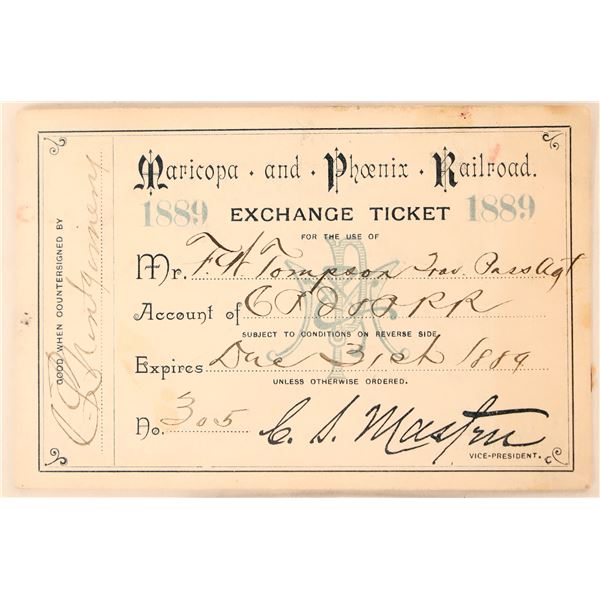 Maricopa · and · Phœnix · Railroad.
1889 EXCHANGE TICKET 1889
FOR THE USE OF
Mr. F. H. Tompson Trav. Pass Agt
Account of R R
SUBJECT TO CONDITIONS ON REVERSE SIDE.
Expires Dec 31st 1889
UNLESS OTHERWISE ORDERED.
No. 305 C. S. Masten
VICE-PRESIDENT.
GOOD WHEN COUNTERSIGNED BY